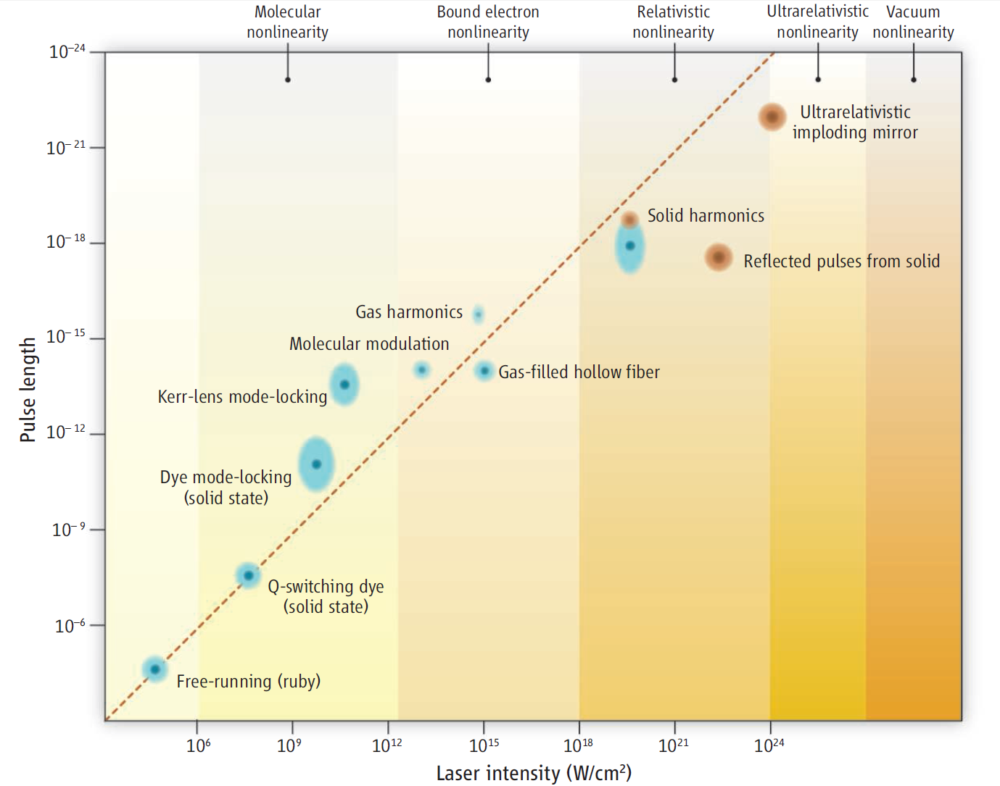 Molecular
nonlinearity
Bound electron
nonlinearity
Relativistic
nonlinearity
Ultrarelativistic
nonlinearity
Vacuum
nonlinearity
10⁻²⁴
10⁻²¹
10⁻¹⁸
10⁻¹⁵
10⁻¹²
10⁻⁹
10⁻⁶
Pulse length
Ultrarelativistic
imploding mirror
Solid harmonics
Reflected pulses from solid
Gas harmonics
Molecular modulation
Gas-filled hollow fiber
Kerr-lens mode-locking
Dye mode-locking
(solid state)
Q-switching dye
(solid state)
Free-running (ruby)
10⁶
10⁹
10¹²
10¹⁵
10¹⁸
10²¹
10²⁴
Laser intensity (W/cm²)